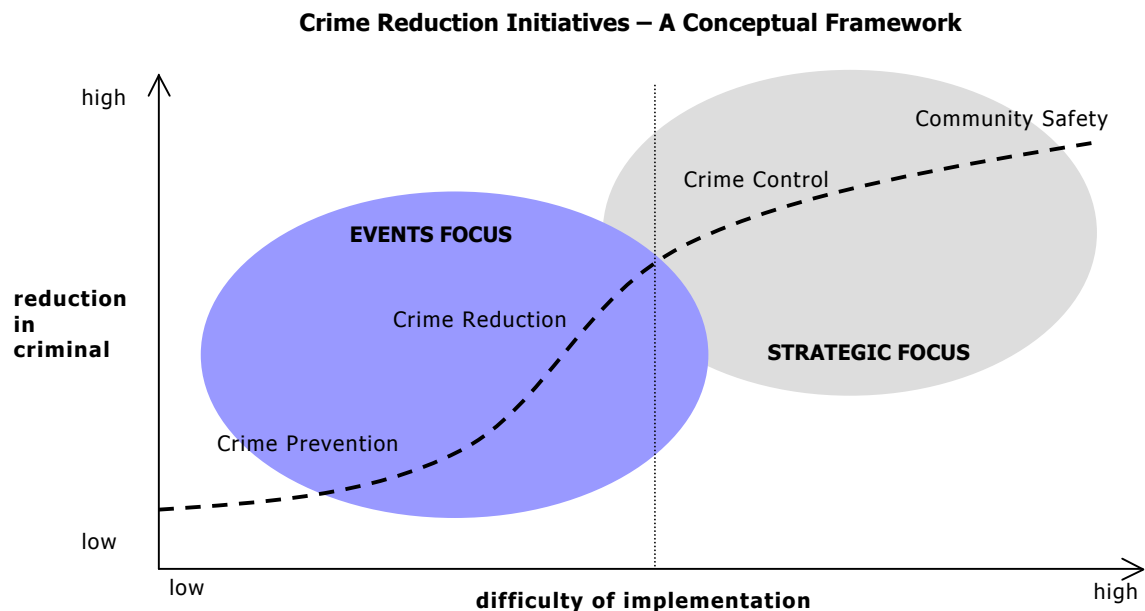 Crime Reduction Initiatives – A Conceptual Framework
high
Community Safety
Crime Control
EVENTS FOCUS
reduction
in
criminal
Crime Reduction
STRATEGIC FOCUS
Crime Prevention
low
low
high
difficulty of implementation